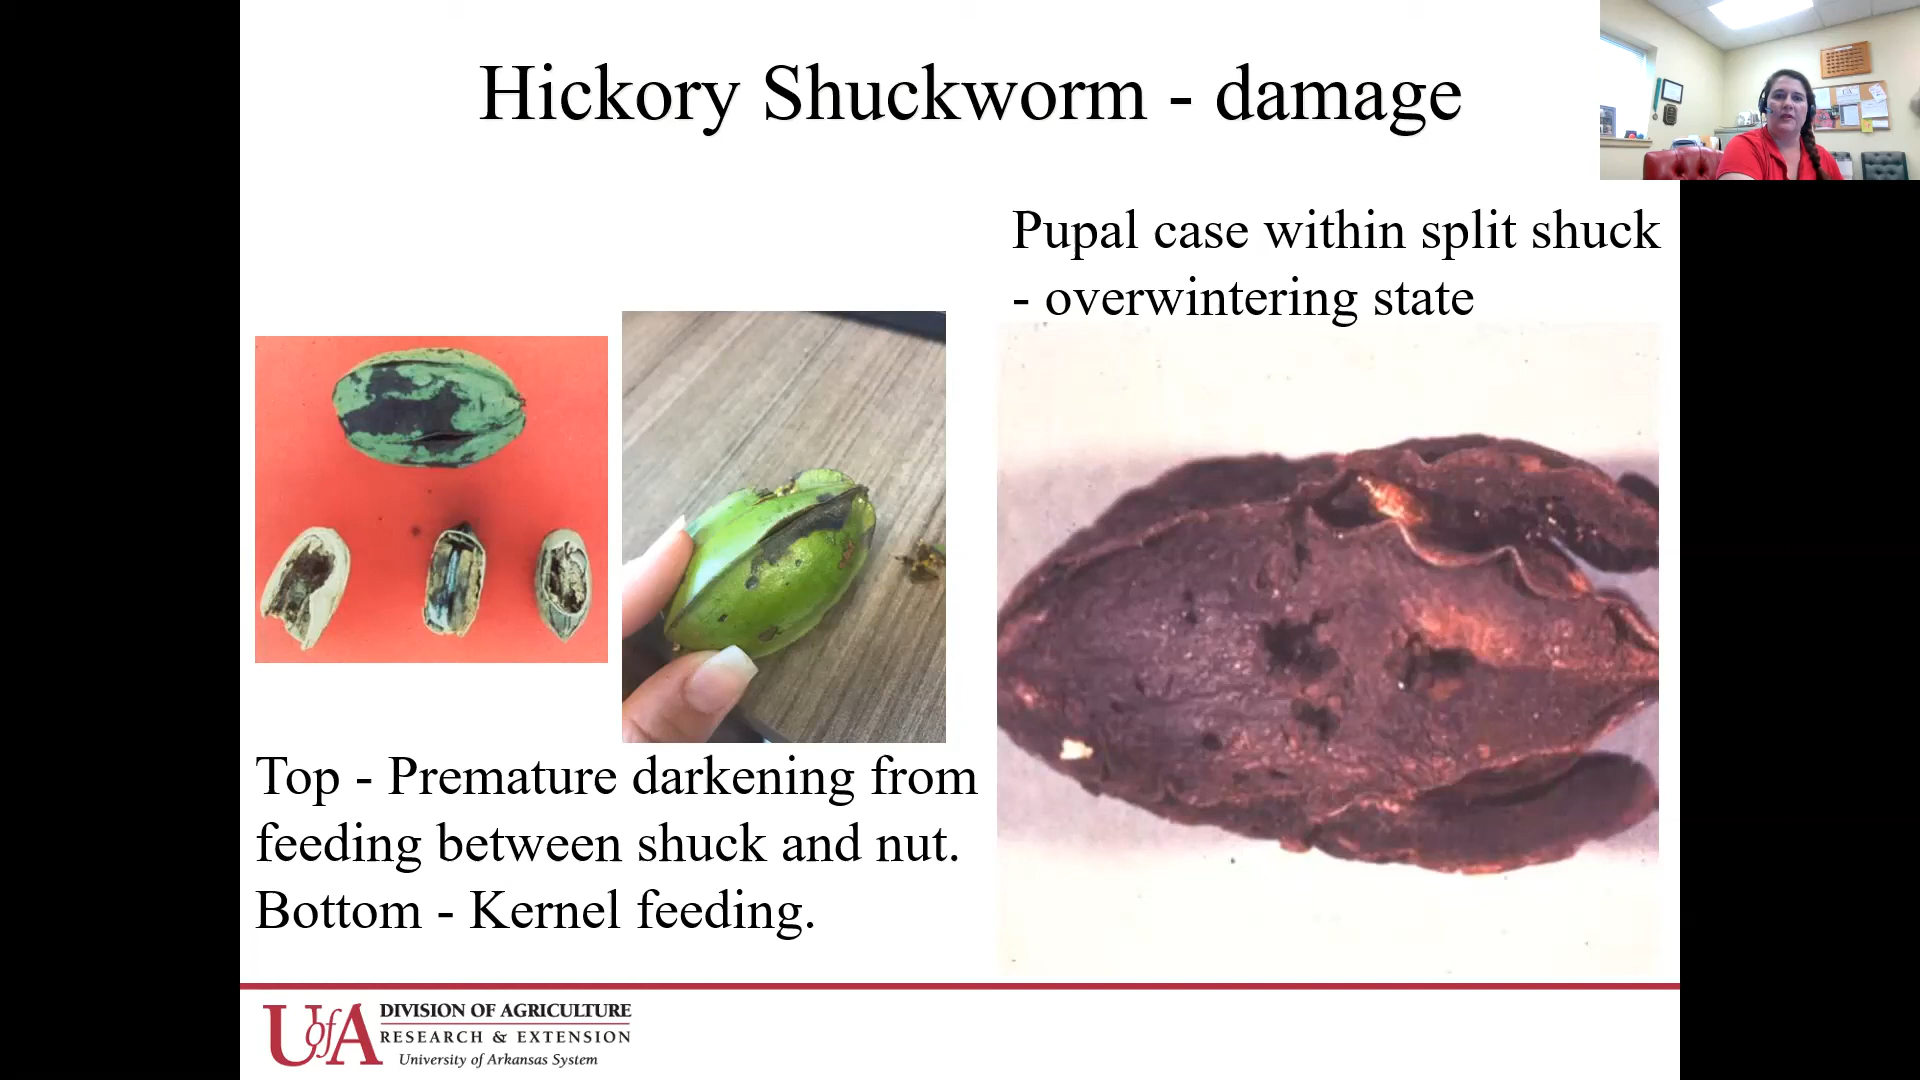 Hickory Shuckworm - damage
Pupal case within split shuck
- overwintering state
Top - Premature darkening from
feeding between shuck and nut.
Bottom - Kernel feeding.
UofA
DIVISION OF AGRICULTURE
RESEARCH & EXTENSION
University of Arkansas System